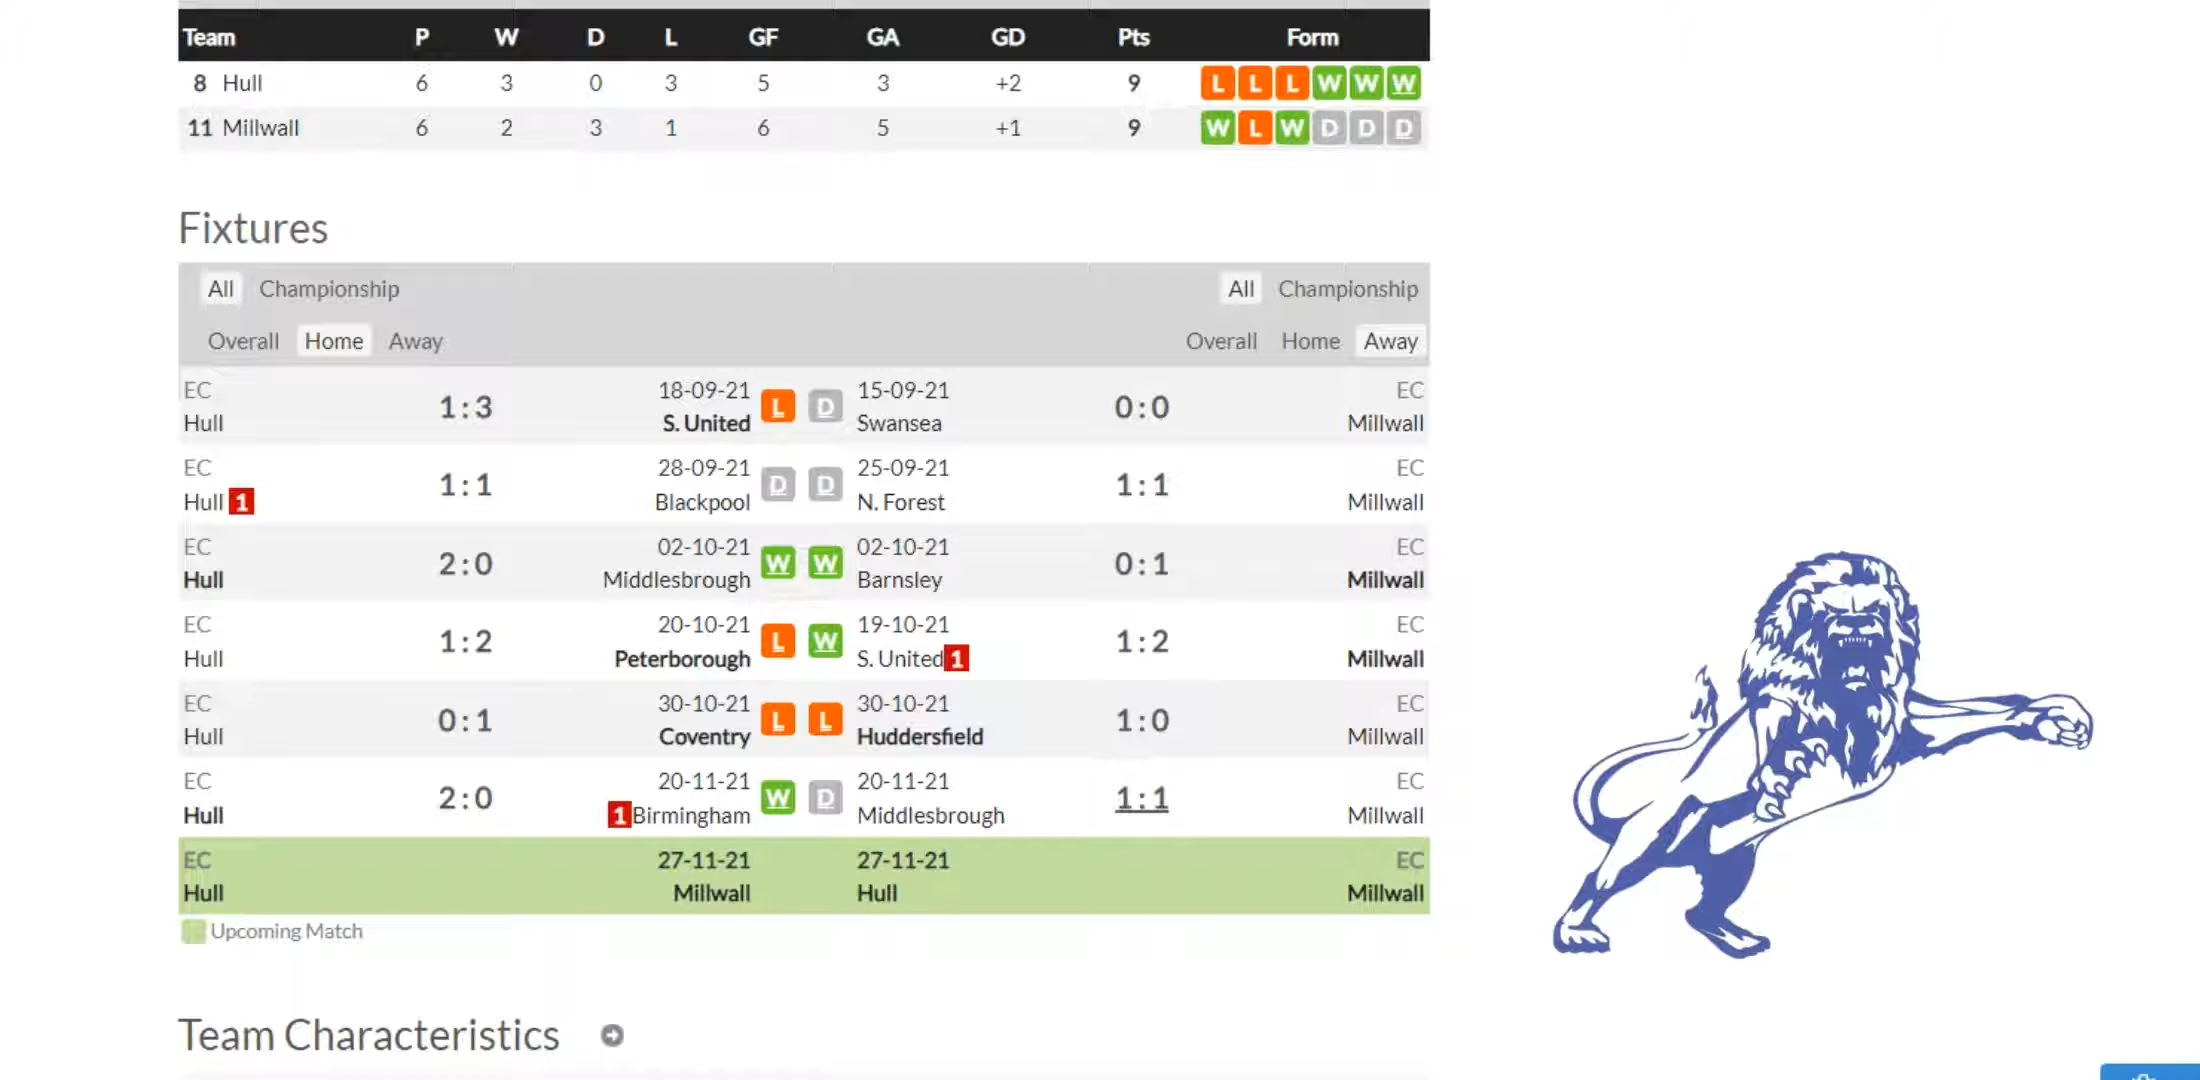 Team P W D L GF GA GD Pts Form
8 Hull 6 3 0 3 5 3 +2 9 L L L W W W
11 Millwall 6 2 3 1 6 5 +1 9 W L W D D D
Fixtures
All Championship All Championship
Overall Home Away Overall Home Away
EC 18-09-21 15-09-21 EC
Hull 1:3 S. United L D Swansea 0:0 Millwall
EC 28-09-21 25-09-21 EC
Hull 1 1:1 Blackpool D D N. Forest 1:1 Millwall
EC 02-10-21 02-10-21 EC
Hull 2:0 Middlesbrough W W Barnsley 0:1 Millwall
EC 20-10-21 19-10-21 EC
Hull 1:2 Peterborough L W S. United 1 1:2 Millwall
EC 30-10-21 30-10-21 EC
Hull 0:1 Coventry L L Huddersfield 1:0 Millwall
EC 20-11-21 20-11-21 EC
Hull 2:0 1 Birmingham W D Middlesbrough 1:1 Millwall
EC 27-11-21 27-11-21 EC
Hull Millwall Hull Millwall
Upcoming Match
Team Characteristics